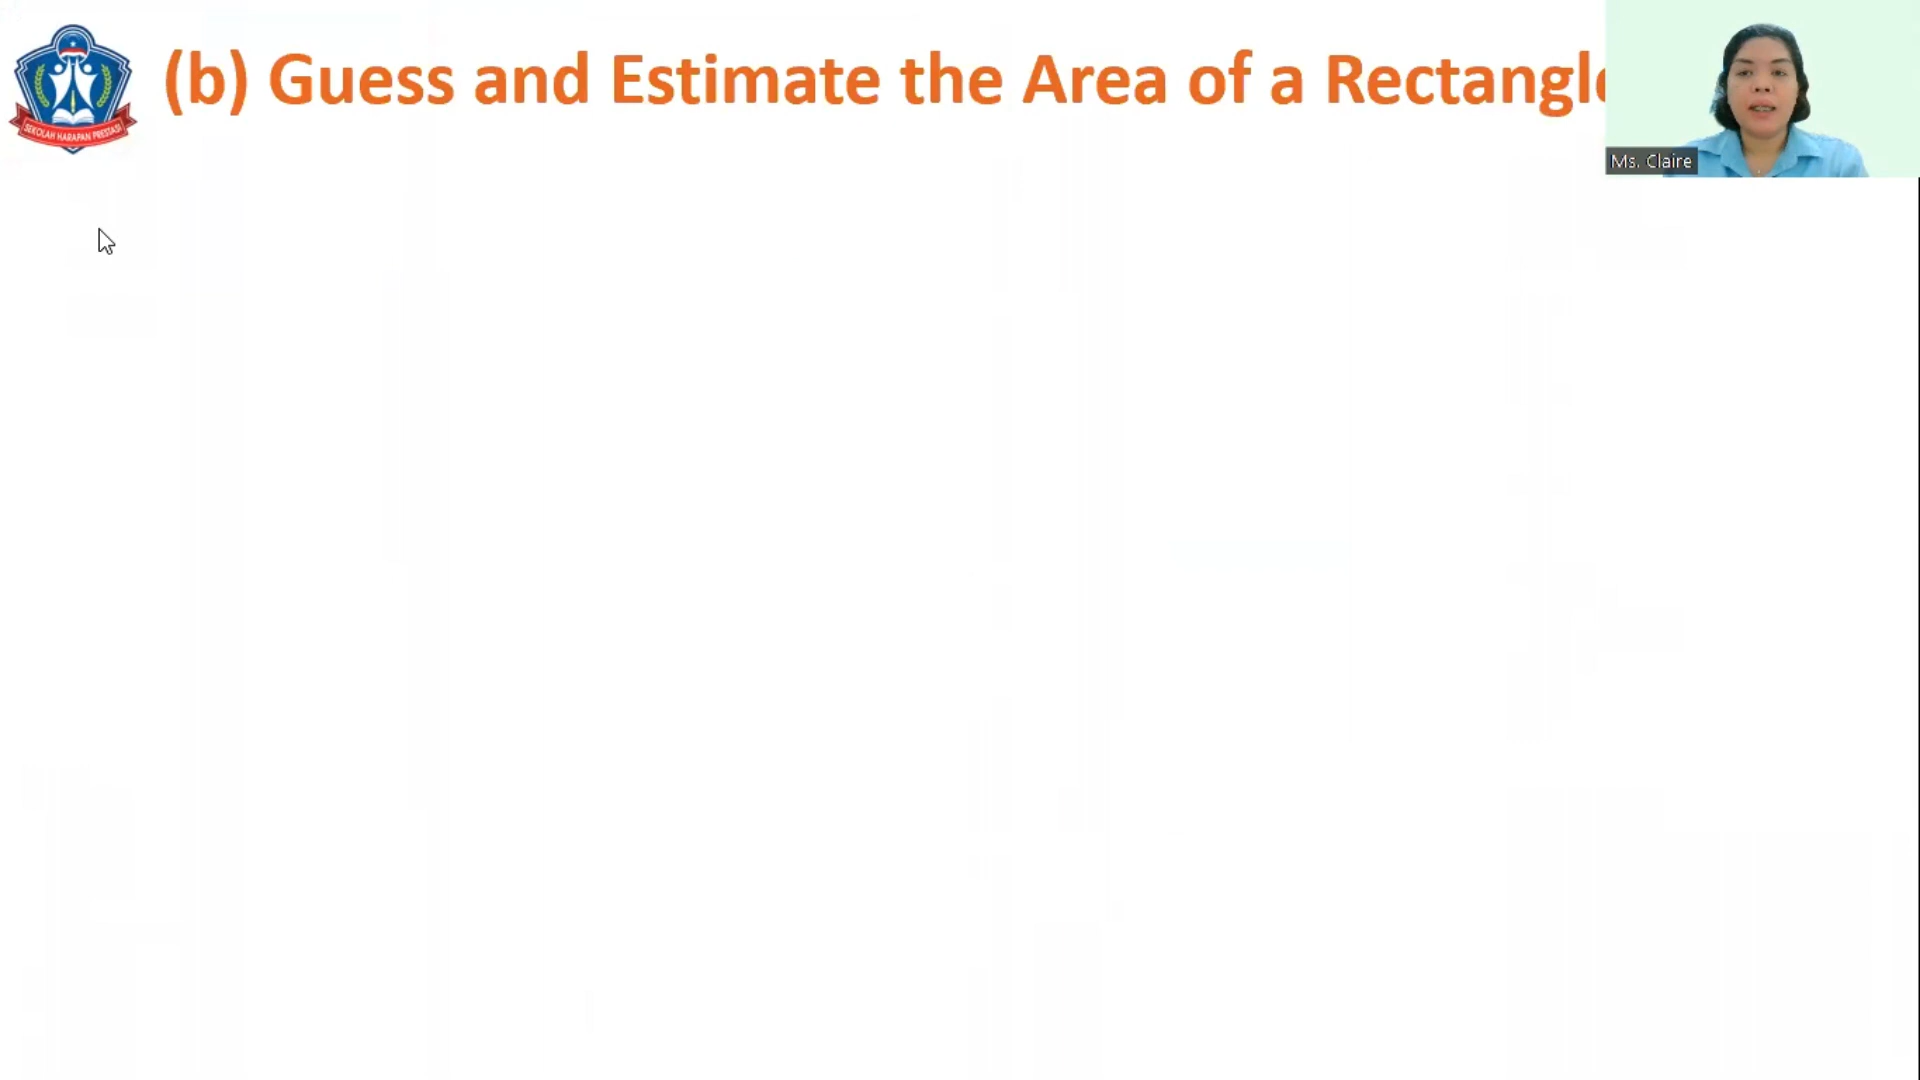 (b) Guess and Estimate the Area of a Rectangl
SEKOLAH HARAPAN PRESTASI
Ms. Claire